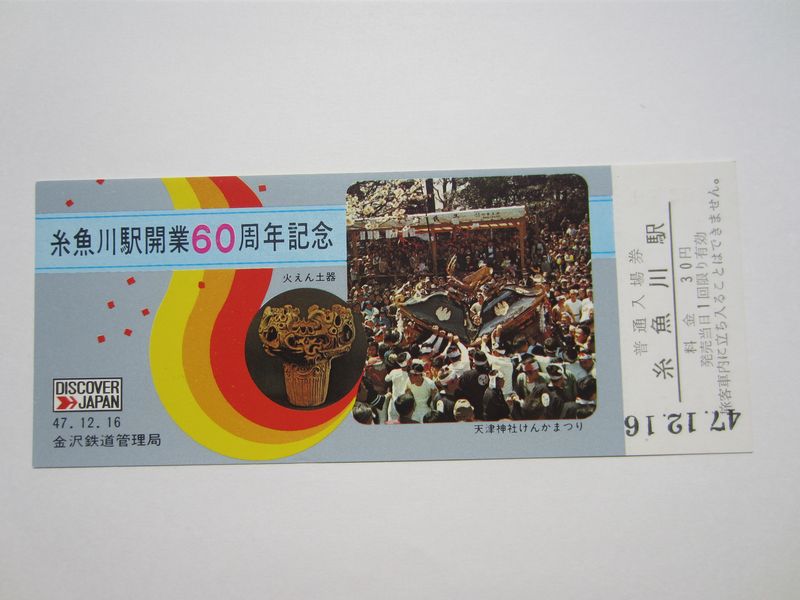 糸魚川駅開業60周年記念
火えん土器
DISCOVER
JAPAN
47.12.16
金沢鉄道管理局
天津神社けんかまつり
普通入場券
糸魚川駅
料金 30円
発売当日1回限り有効
旅客車内に立ち入ることはできません。
47.12.16